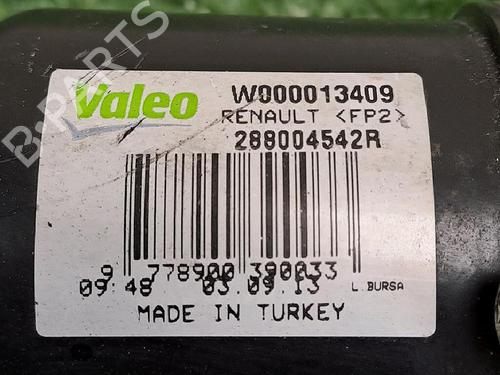 B-PARTS
Valeo
W000013409
RENAULT <FP2>
288004542R
9 778900 390033
09:48 03.09.13 L.BURSA
MADE IN TURKEY